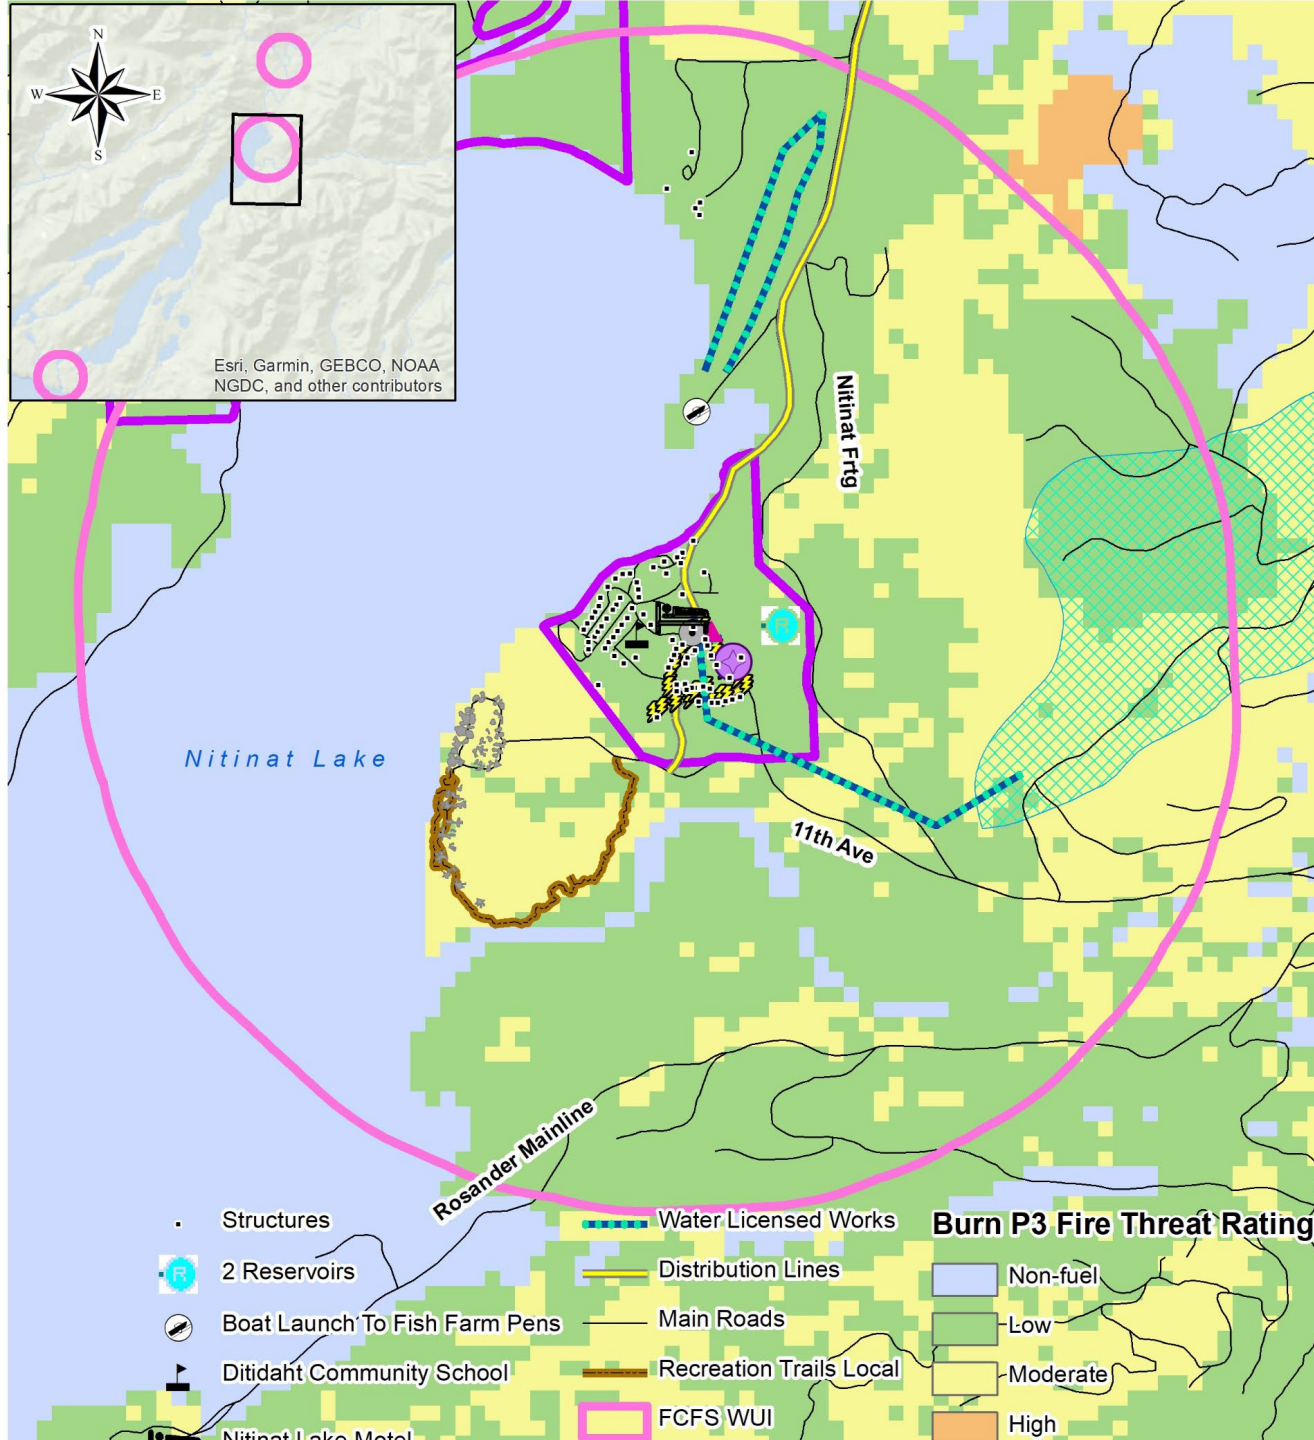 N
W
E
S
Esri, Garmin, GEBCO, NOAA
NGDC, and other contributors
Nitinat Frtg
R
Nitinat Lake
11th Ave
Rosander Mainline
Structures
R
2 Reservoirs
Boat Launch To Fish Farm Pens
Ditidaht Community School
Nitinat Lake Motel
Water Licensed Works
Distribution Lines
Main Roads
Recreation Trails Local
FCFS WUI
Burn P3 Fire Threat Rating
Non-fuel
Low
Moderate
High